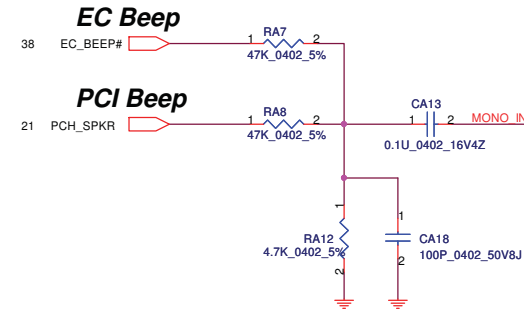 EC Beep
38 EC_BEEP#
1 RA7 2
47K_0402_5%
PCI Beep
21 PCH_SPKR
1 RA8 2
47K_0402_5%
CA13
1 2 MONO_IN
0.1U_0402_16V4Z
1
RA12
4.7K_0402_5%
2
1
CA18
100P_0402_50V8J
2